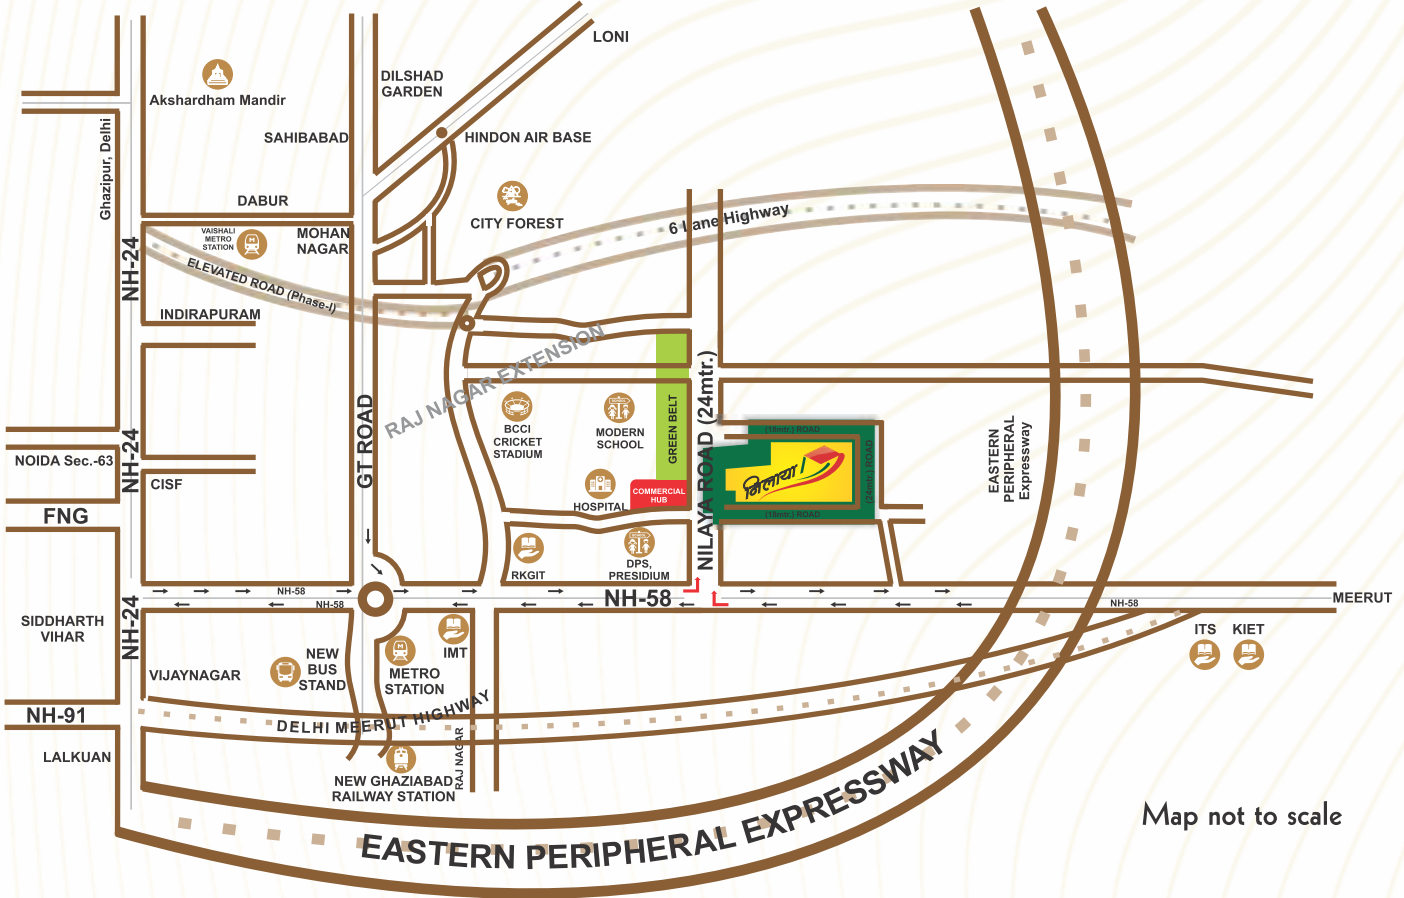 LONI
DILSHAD
GARDEN
Akshardham Mandir
Ghazipur, Delhi
SAHIBABAD
HINDON AIR BASE
DABUR
CITY FOREST
6 Lane Highway
VAISHALI
METRO
STATION
MOHAN
NAGAR
NH-24
ELEVATED ROAD (Phase-I)
INDIRAPURAM
RAJ NAGAR EXTENSION
NILAYA ROAD (24mtr.)
GT ROAD
BCCI
CRICKET
STADIUM
MODERN
SCHOOL
GREEN BELT
(18mtr.) ROAD
(24mtr.) ROAD
(18mtr.) ROAD
मिलाया
EASTERN
PERIPHERAL
Expressway
NH-24
NOIDA Sec.-63
CISF
FNG
HOSPITAL
COMMERCIAL
HUB
RKGIT
DPS,
PRESIDIUM
NH-58
NH-58
NH-58
NH-58
MEERUT
NH-24
SIDDHARTH
VIHAR
IMT
ITS
KIET
VIJAYNAGAR
NEW
BUS
STAND
METRO
STATION
NH-91
DELHI MEERUT HIGHWAY
RAJ NAGAR
LALKUAN
NEW GHAZIABAD
RAILWAY STATION
EASTERN PERIPHERAL EXPRESSWAY
Map not to scale